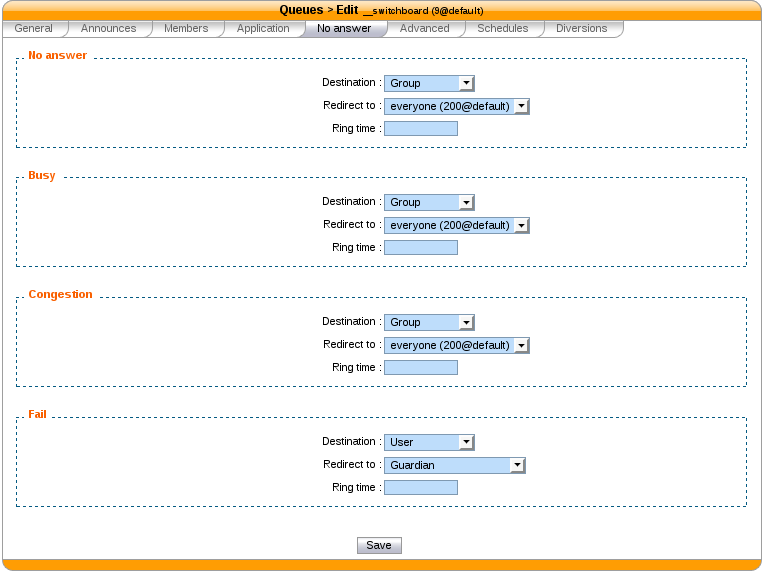 Queues > Edit __switchboard (9@default)
General Announces Members Application No answer Advanced Schedules Diversions
No answer
Destination : Group
Redirect to : everyone (200@default)
Ring time :
Busy
Destination : Group
Redirect to : everyone (200@default)
Ring time :
Congestion
Destination : Group
Redirect to : everyone (200@default)
Ring time :
Fail
Destination : User
Redirect to : Guardian
Ring time :
Save